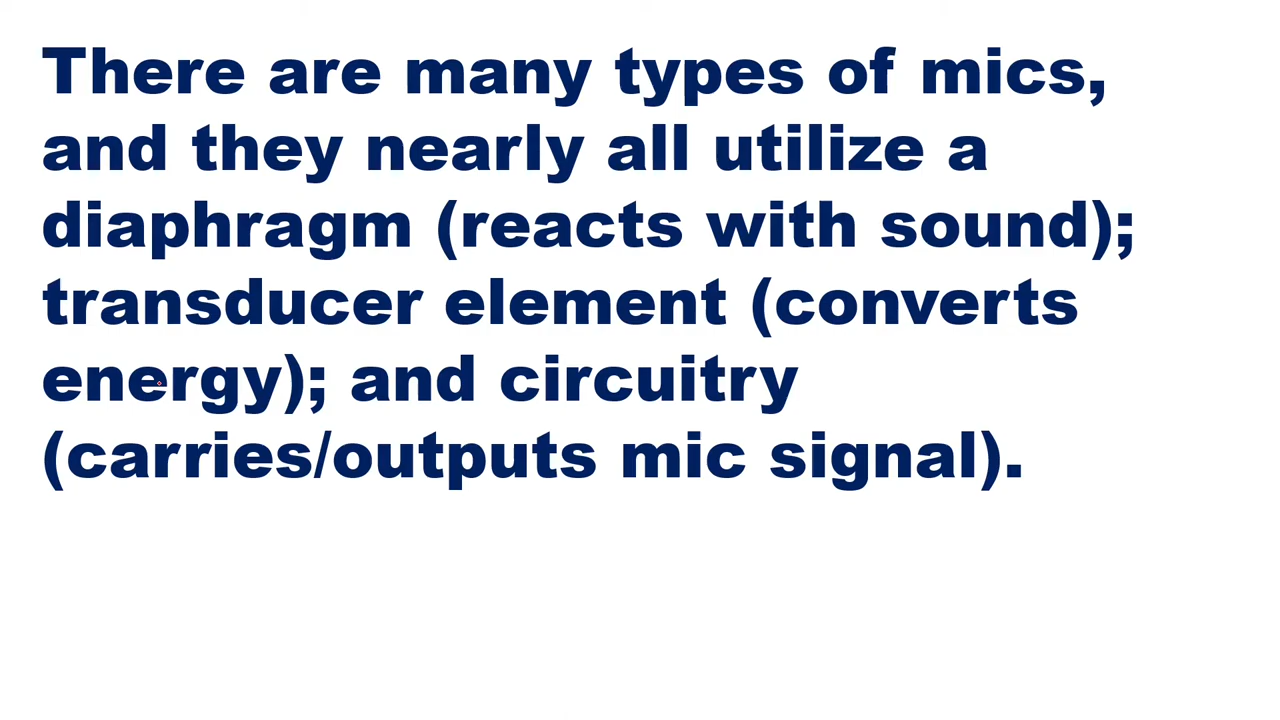 There are many types of mics,
and they nearly all utilize a
diaphragm (reacts with sound);
transducer element (converts
energy); and circuitry
(carries/outputs mic signal).